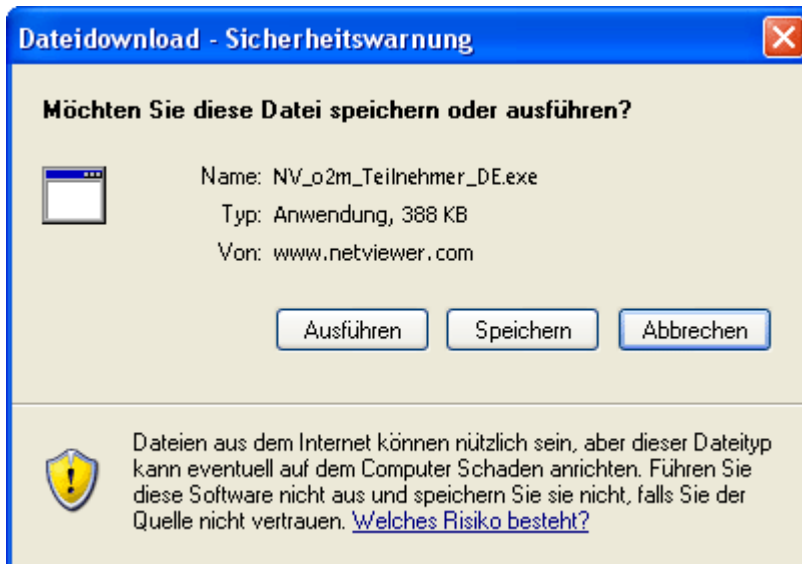 Dateidownload - Sicherheitswarnung
Möchten Sie diese Datei speichern oder ausführen?
Name: NV_o2m_Teilnehmer_DE.exe
Typ: Anwendung, 388 KB
Von: www.netviewer.com
Ausführen Speichern Abbrechen
Dateien aus dem Internet können nützlich sein, aber dieser Dateityp
kann eventuell auf dem Computer Schaden anrichten. Führen Sie
diese Software nicht aus und speichern Sie sie nicht, falls Sie der
Quelle nicht vertrauen. Welches Risiko besteht?